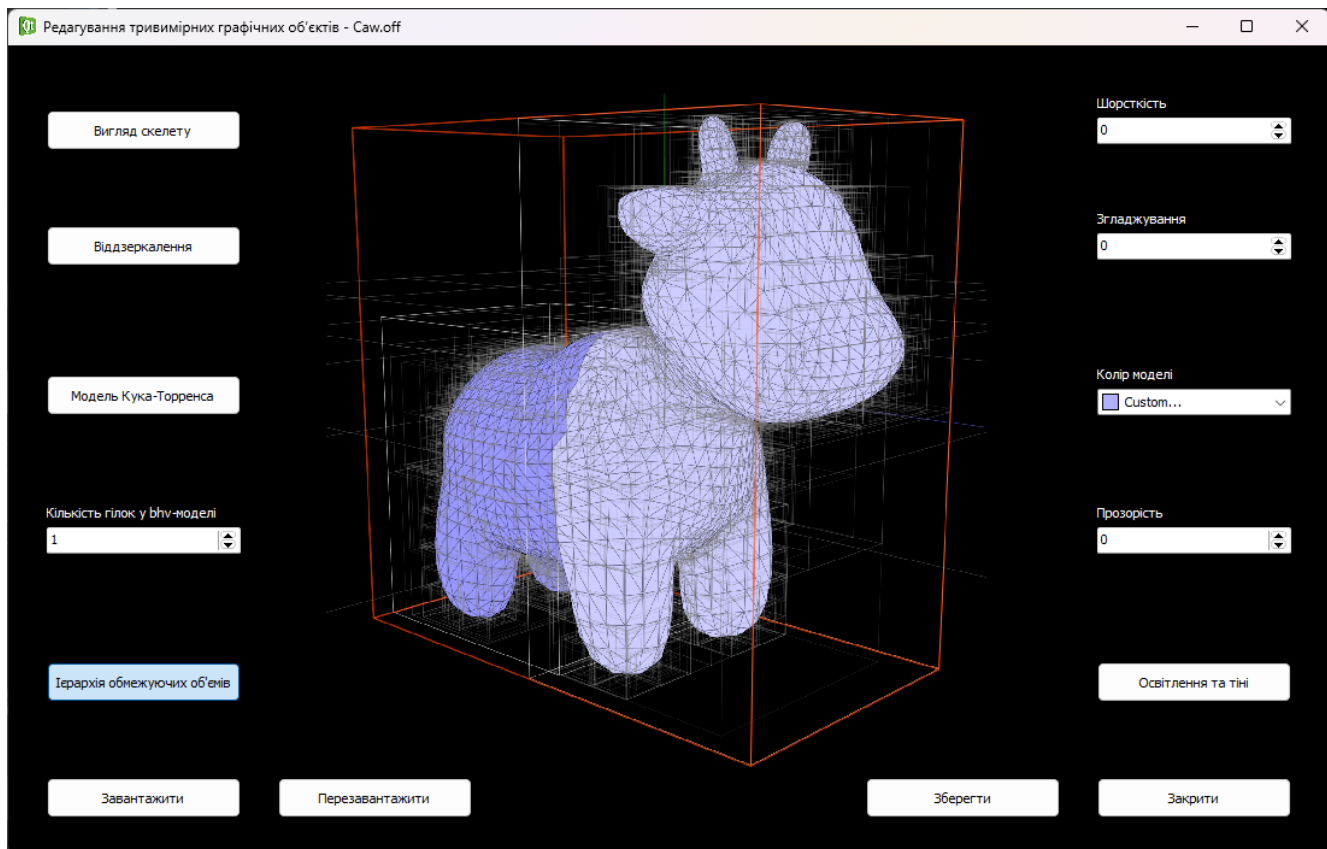 Редагування тривимірних графічних об'єктів - Caw.off
Вигляд скелету
Віддзеркалення
Модель Кука-Торренса
Кількість гілок у bhv-моделі
1
Ієрархія обмежуючих об'ємів
Завантажити
Перезавантажити
Шорсткість
0
Згладжування
0
Колір моделі
Custom...
Прозорість
0
Освітлення та тіні
Зберегти
Закрити